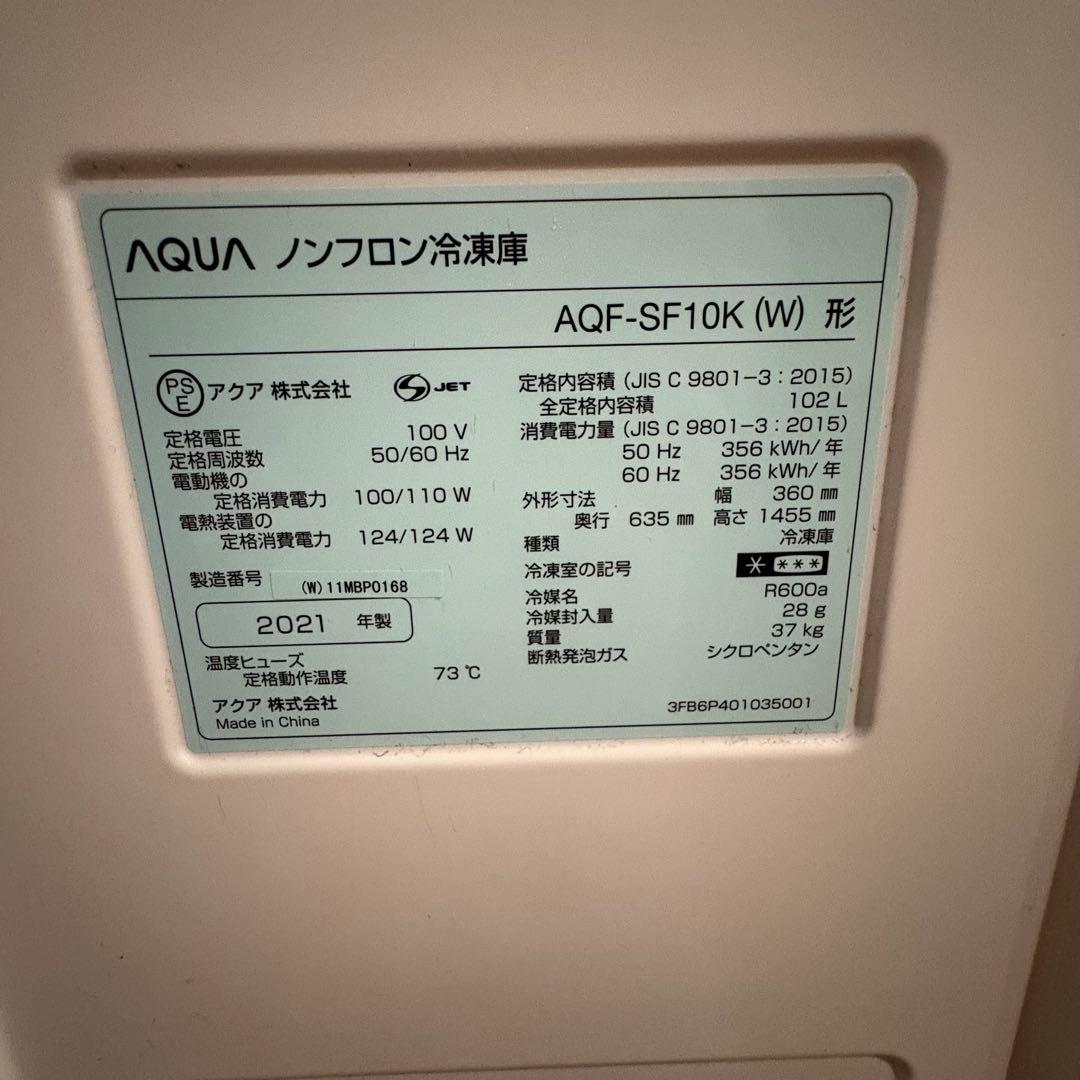 AQUA ノンフロン冷凍庫
AQF-SF10K (W) 形
PSE アクア 株式会社 S JET
定格電圧 100 V
定格周波数 50/60 Hz
電動機の
定格消費電力 100/110 W
電熱装置の
定格消費電力 124/124 W
製造番号 (W)11MBP0168
2021 年製
温度ヒューズ
定格動作温度 73 ℃
アクア 株式会社
Made in China
定格内容積 (JIS C 9801-3 : 2015)
全定格内容積 102 L
消費電力量 (JIS C 9801-3 : 2015)
50 Hz 356 kWh/年
60 Hz 356 kWh/年
外形寸法 幅 360 mm
奥行 635 mm 高さ 1455 mm
種類 冷凍庫
冷凍室の記号 * ***
冷媒名 R600a
冷媒封入量 28 g
質量 37 kg
断熱発泡ガス シクロペンタン
3FB6P401035001